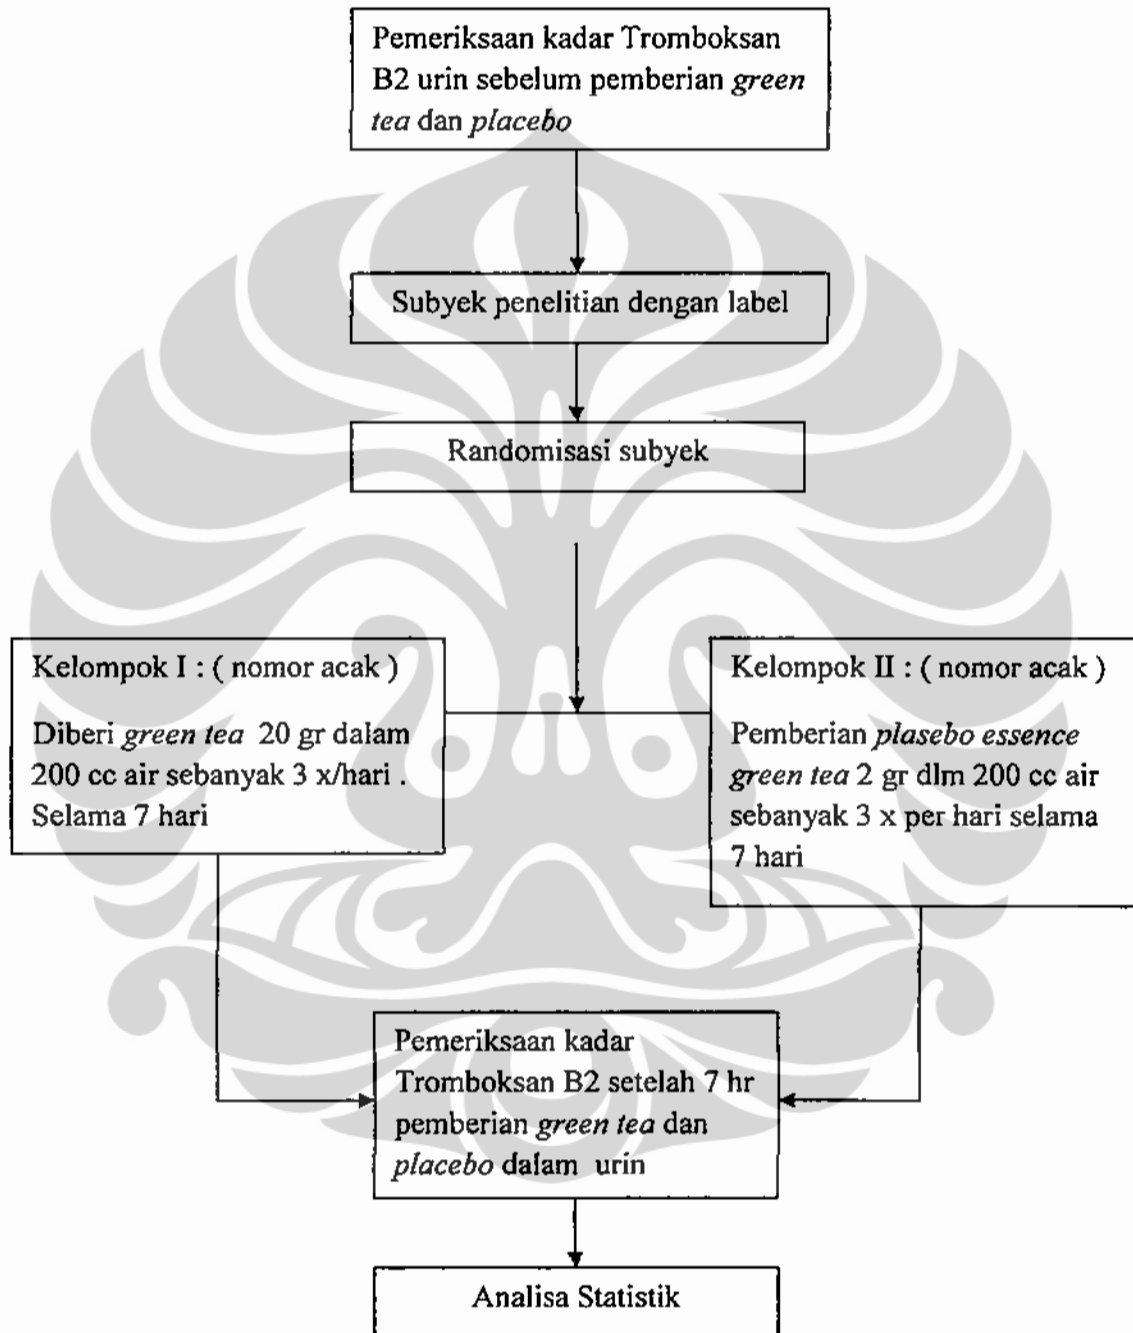 Pemeriksaan kadar Tromboksan
B2 urin sebelum pemberian green
tea dan placebo
Subyek penelitian dengan label
Randomisasi subyek
Kelompok I : ( nomor acak )
Diberi green tea 20 gr dalam
200 cc air sebanyak 3 x/hari .
Selama 7 hari
Kelompok II : ( nomor acak )
Pemberian plasebo essence
green tea 2 gr dlm 200 cc air
sebanyak 3 x per hari selama
7 hari
Pemeriksaan kadar
Tromboksan B2 setelah 7 hr
pemberian green tea dan
placebo dalam urin
Analisa Statistik